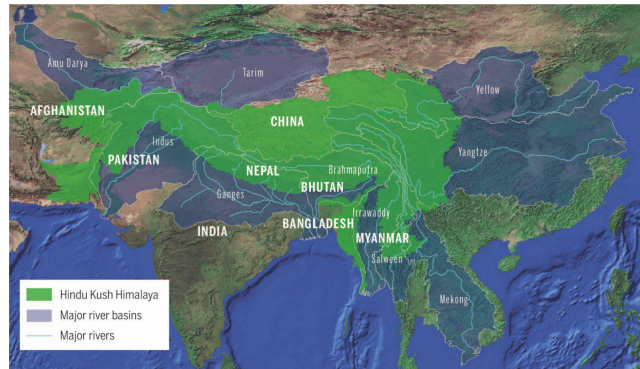 Amu Darya
Tarim
Yellow
AFGHANISTAN
CHINA
PAKISTAN
Indus
Yangtze
NEPAL
Brahmaputra
BHUTAN
Ganges
Irrawaddy
BANGLADESH
INDIA
MYANMAR
Salween
Mekong
Hindu Kush Himalaya
Major river basins
Major rivers